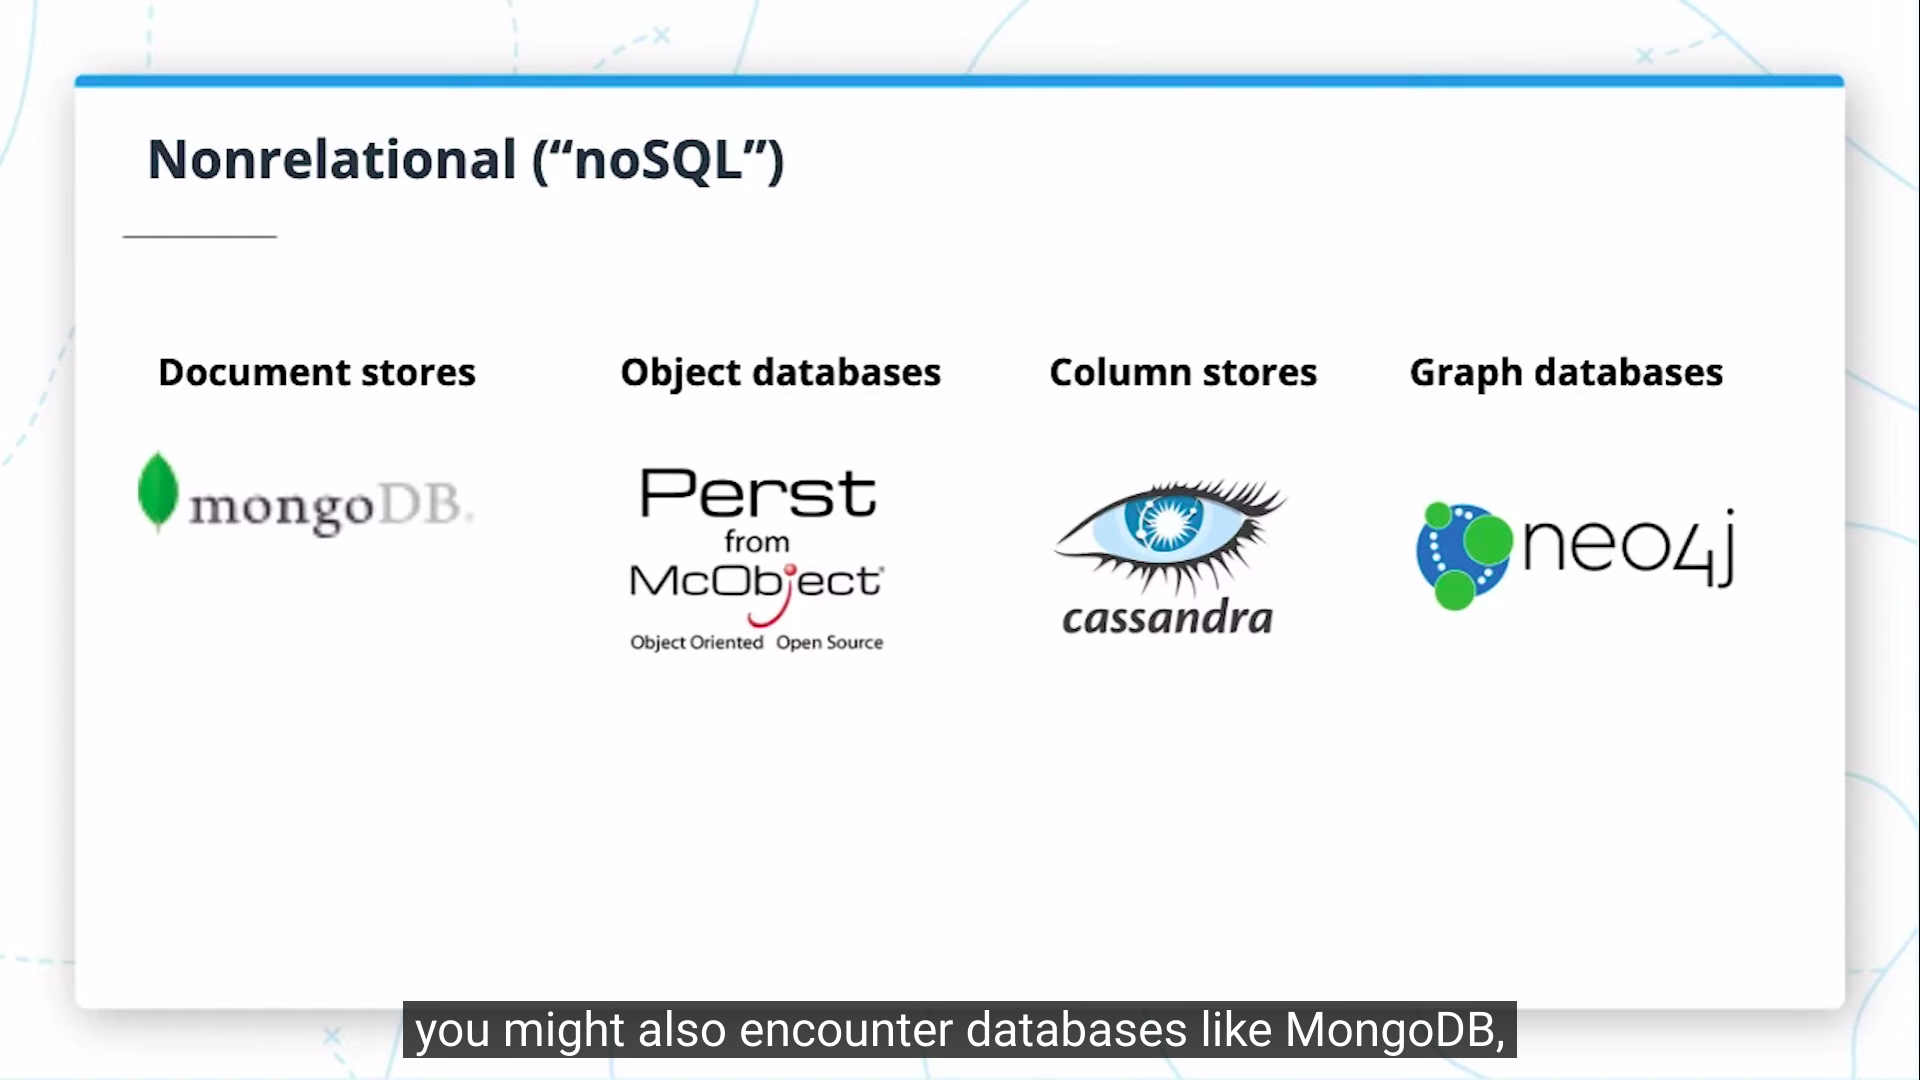 Nonrelational (“noSQL”)
Document stores
Object databases
Column stores
Graph databases
mongoDB.
Perst
from
McObject
Object Oriented Open Source
cassandra
neo4j
you might also encounter databases like MongoDB,